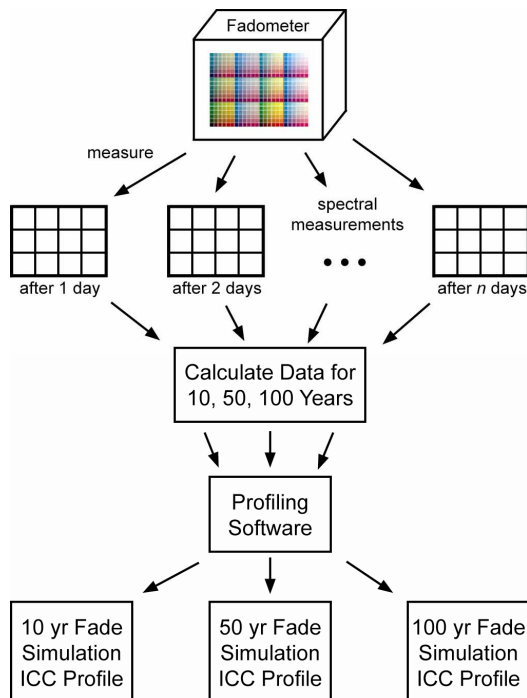 Fadometer
measure
spectral
measurements
after 1 day
after 2 days
• • •
after n days
Calculate Data for
10, 50, 100 Years
Profiling
Software
10 yr Fade
Simulation
ICC Profile
50 yr Fade
Simulation
ICC Profile
100 yr Fade
Simulation
ICC Profile